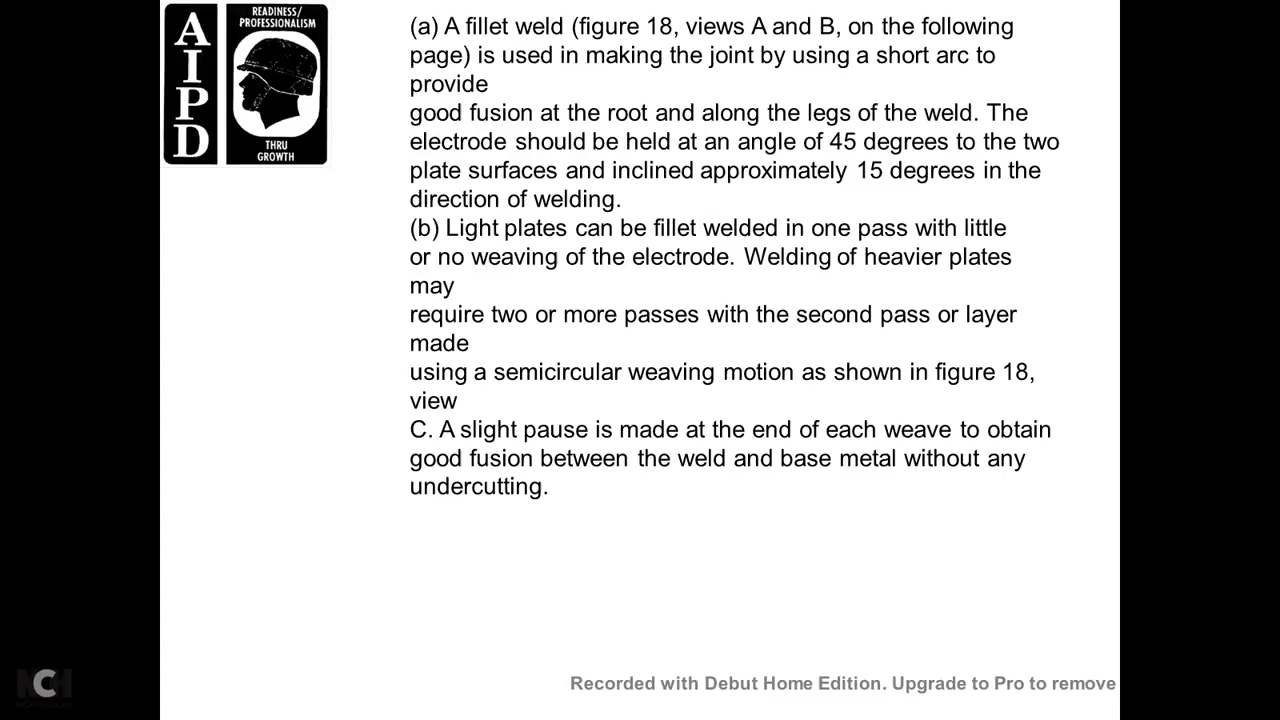 AIPD
READINESS/
PROFESSIONALISM
THRU
GROWTH
(a) A fillet weld (figure 18, views A and B, on the following
page) is used in making the joint by using a short arc to
provide
good fusion at the root and along the legs of the weld. The
electrode should be held at an angle of 45 degrees to the two
plate surfaces and inclined approximately 15 degrees in the
direction of welding.
(b) Light plates can be fillet welded in one pass with little
or no weaving of the electrode. Welding of heavier plates
may
require two or more passes with the second pass or layer
made
using a semicircular weaving motion as shown in figure 18,
view
C. A slight pause is made at the end of each weave to obtain
good fusion between the weld and base metal without any
undercutting.
Recorded with Debut Home Edition. Upgrade to Pro to remove